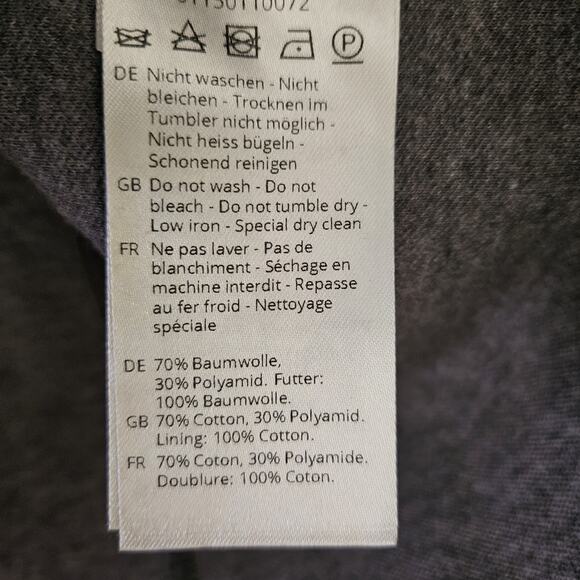 DE Nicht waschen - Nicht
bleichen - Trocknen im
Tumbler nicht möglich -
Nicht heiss bügeln -
Schonend reinigen
GB Do not wash - Do not
bleach - Do not tumble dry -
Low iron - Special dry clean
FR Ne pas laver - Pas de
blanchiment - Séchage en
machine interdit - Repasse
au fer froid - Nettoyage
spéciale
DE 70% Baumwolle,
30% Polyamid. Futter:
100% Baumwolle.
GB 70% Cotton, 30% Polyamid.
Lining: 100% Cotton.
FR 70% Coton, 30% Polyamide.
Doublure: 100% Coton.